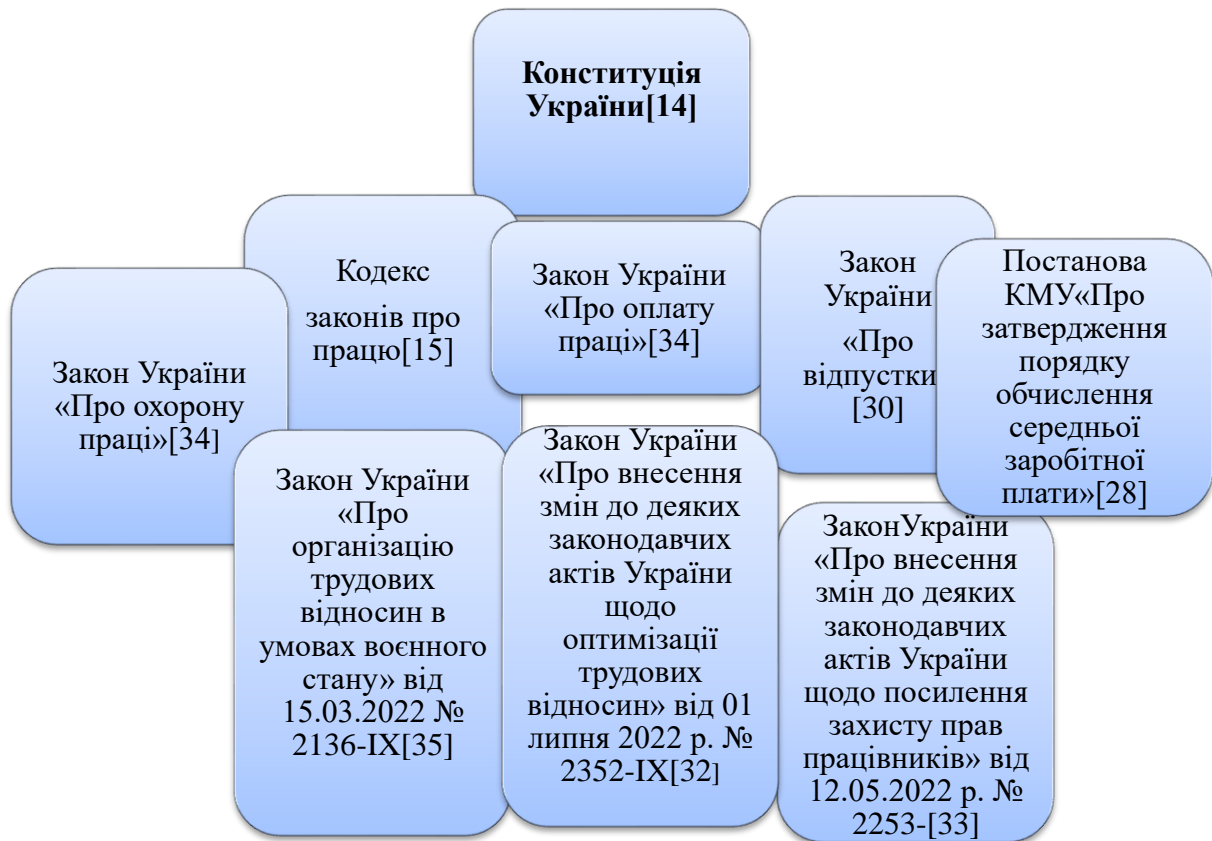 Конституція
України[14]
Кодекс
законів про
працю[15]
Закон України
«Про оплату
праці»[34]
Закон
України
«Про
відпустки
[30]
Постанова
КМУ«Про
затвердження
порядку
обчислення
середньої
заробітної
плати»[28]
Закон України
«Про охорону
праці»[34]
Закон України
«Про
організацію
трудових
відносин в
умовах воєнного
стану» від
15.03.2022 №
2136-IX[35]
Закон України
«Про внесення
змін до деяких
законодавчих
актів України
щодо
оптимізації
трудових
відносин» від 01
липня 2022 р. №
2352-IX[32]
ЗаконУкраїни
«Про внесення
змін до деяких
законодавчих
актів України
щодо посилення
захисту прав
працівників» від
12.05.2022 р. №
2253-[33]